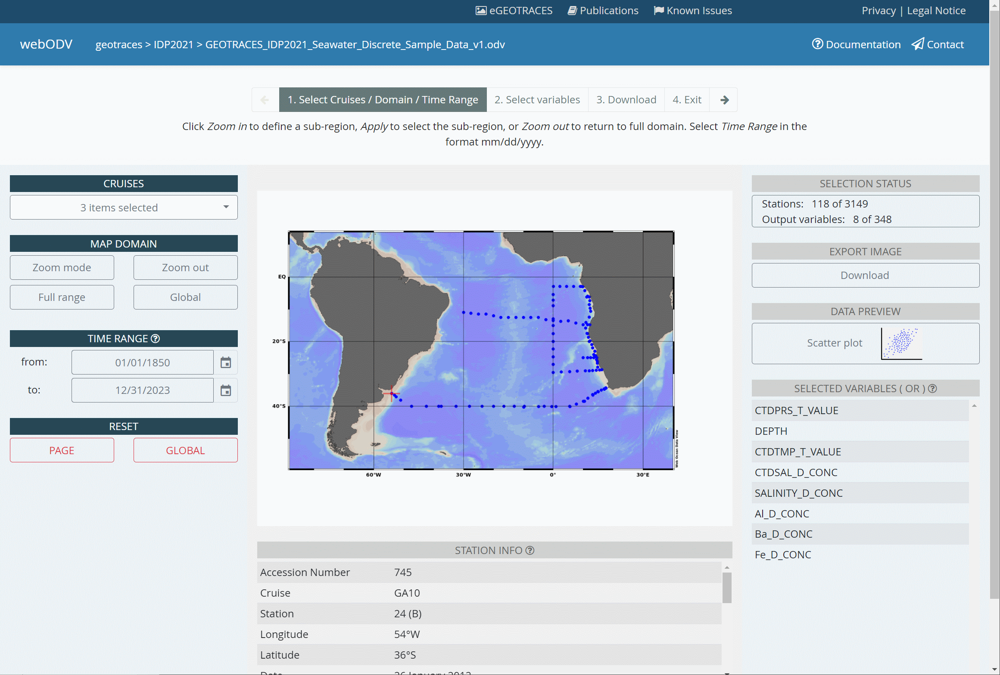 eGEOTRACES Publications Known Issues Privacy | Legal Notice
webODV geotraces > IDP2021 > GEOTRACES_IDP2021_Seawater_Discrete_Sample_Data_v1.odv Documentation Contact
1. Select Cruises / Domain / Time Range 2. Select variables 3. Download 4. Exit
Click Zoom in to define a sub-region, Apply to select the sub-region, or Zoom out to return to full domain. Select Time Range in the
format mm/dd/yyyy.
CRUISES
3 items selected
MAP DOMAIN
Zoom mode Zoom out
Full range Global
TIME RANGE
from: 01/01/1850
to: 12/31/2023
RESET
PAGE GLOBAL
EQ
20°S
40°S
60°W 30°W 0° 30°E
Web Ocean Data View
STATION INFO
Accession Number 745
Cruise GA10
Station 24 (B)
Longitude 54°W
Latitude 36°S
Date 26 January 2012
SELECTION STATUS
Stations: 118 of 3149
Output variables: 8 of 348
EXPORT IMAGE
Download
DATA PREVIEW
Scatter plot
SELECTED VARIABLES ( OR )
CTDPRS_T_VALUE
DEPTH
CTDTMP_T_VALUE
CTDSAL_D_CONC
SALINITY_D_CONC
Al_D_CONC
Ba_D_CONC
Fe_D_CONC